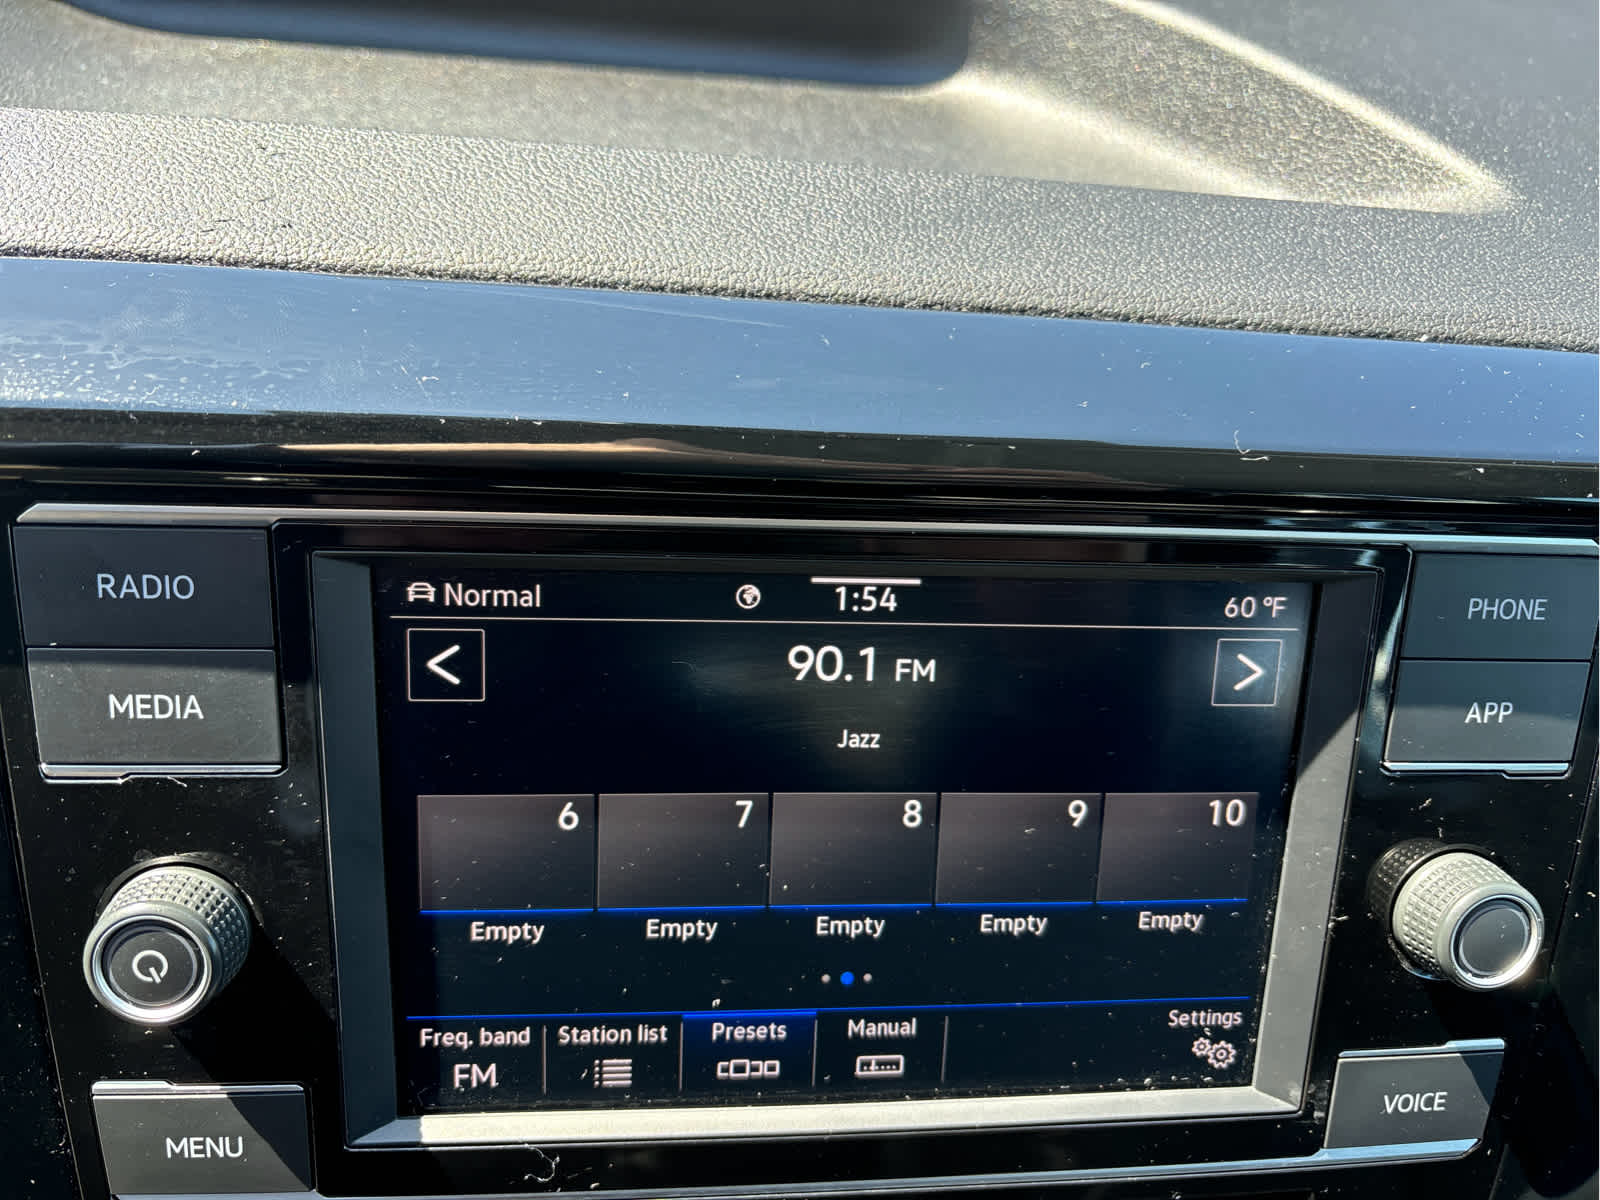 RADIO
MEDIA
MENU
Normal
1:54
60 °F
<
90.1 FM
>
Jazz
6 7 8 9 10
Empty Empty Empty Empty Empty
Freq. band Station list Presets Manual Settings
FM
PHONE
APP
VOICE